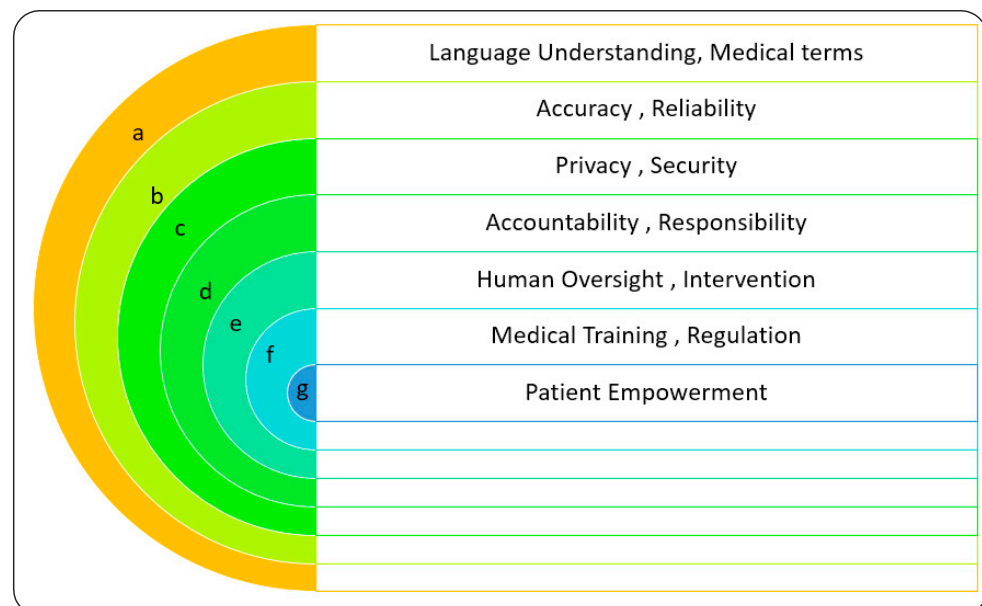 Language Understanding, Medical terms
a
Accuracy , Reliability
b
Privacy , Security
c
Accountability , Responsibility
d
Human Oversight , Intervention
e
Medical Training , Regulation
f
Patient Empowerment
g